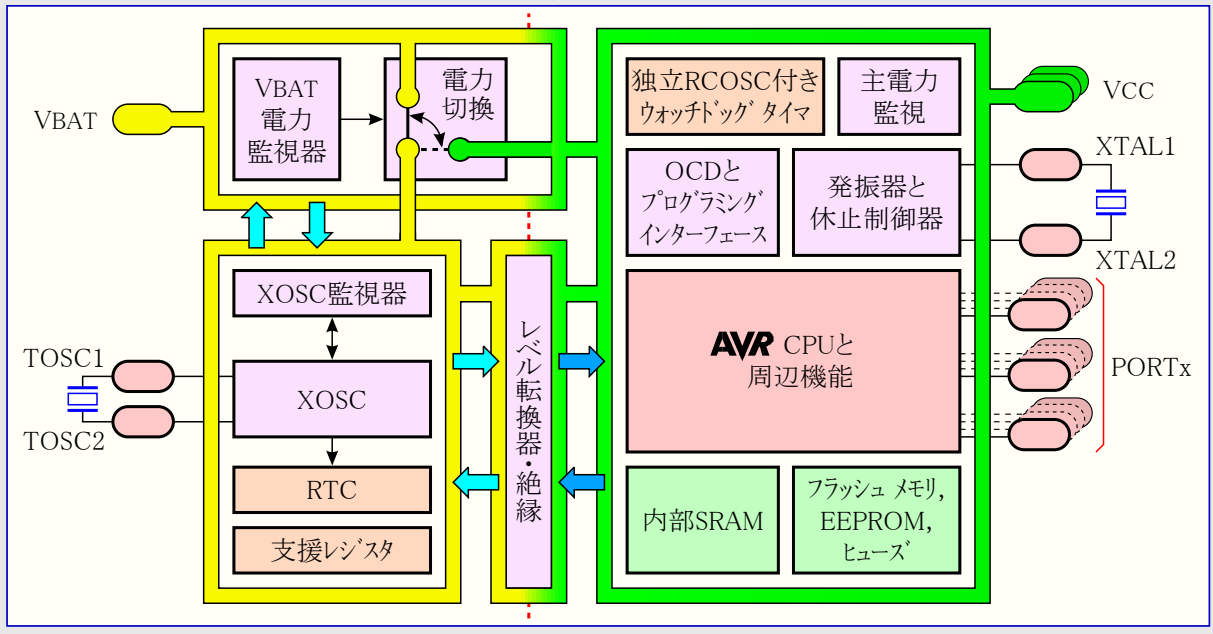 VBAT
VBAT
電力
監視器
電力
切換
独立RCOSC付き
ウォッチドッグ タイマ
主電力
監視
VCC
OCDと
プログラミング
インターフェース
発振器と
休止制御器
XTAL1
XTAL2
XOSC監視器
XOSC
RTC
支援レジスタ
TOSC1
TOSC2
レベル転換器・絶縁
AVR CPUと
周辺機能
PORTx
内部SRAM
フラッシュ メモリ,
EEPROM,
ヒューズ